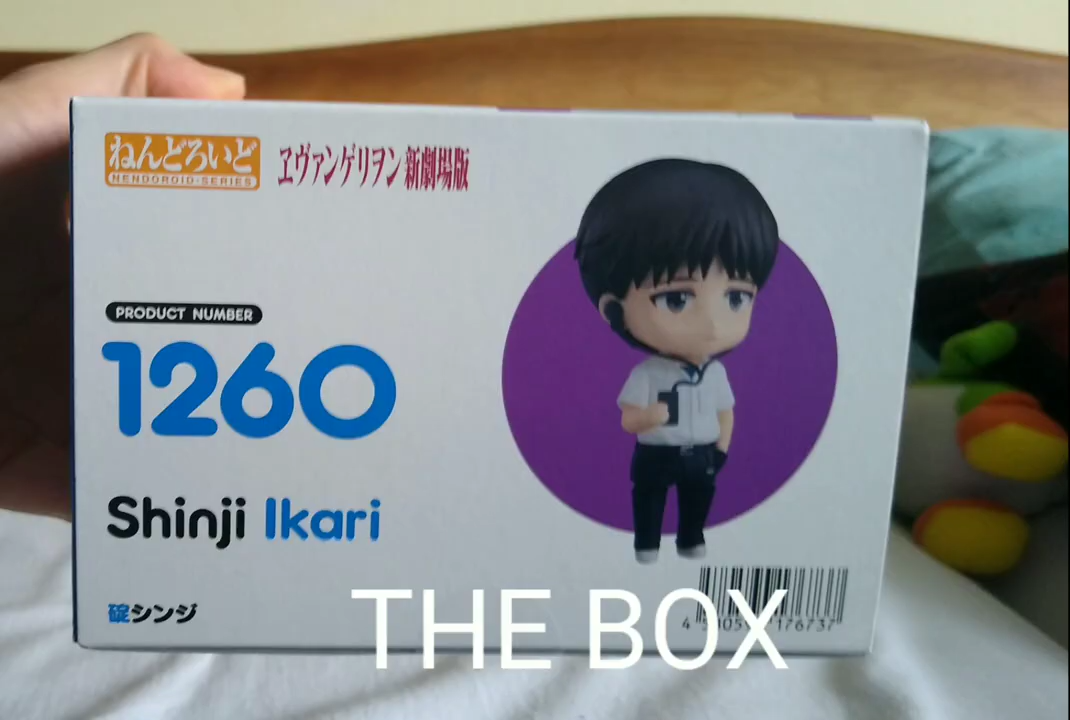 ねんどろいど
NENDOROID-SERIES
ヱヴァンゲリヲン新劇場版
PRODUCT NUMBER
1260
Shinji Ikari
碇シンジ
THE BOX